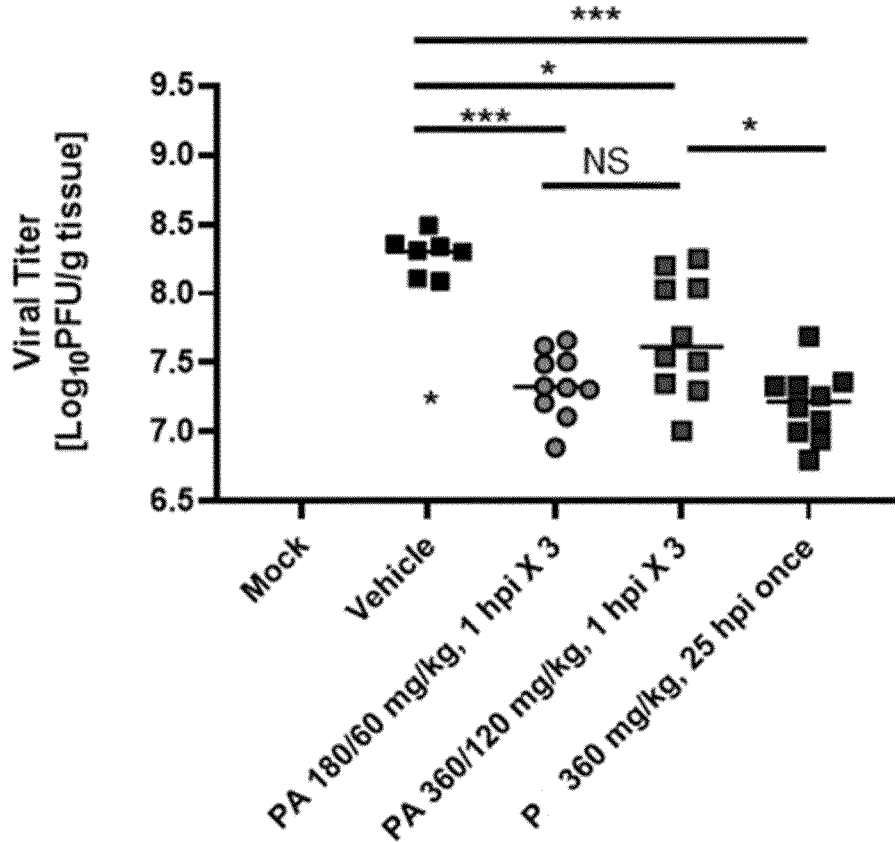 ***
*
***
*
NS
9.5
9.0
8.5
8.0
7.5
7.0
6.5
Viral Titer
[Log₁₀PFU/g tissue]
*
Mock
Vehicle
PA 180/60 mg/kg, 1 hpi X 3
PA 360/120 mg/kg, 1 hpi X 3
P 360 mg/kg, 25 hpi once